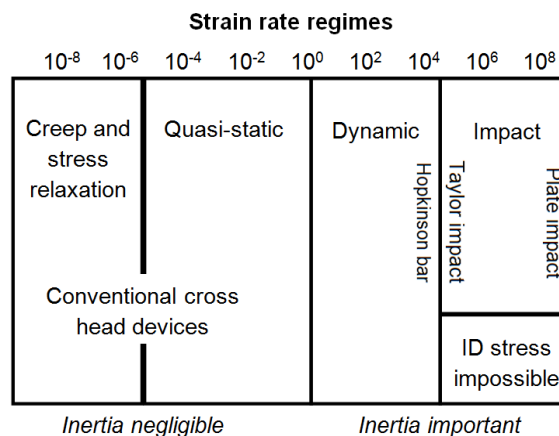 Strain rate regimes
10⁻⁸ 10⁻⁶ 10⁻⁴ 10⁻² 10⁰ 10² 10⁴ 10⁶ 10⁸
Creep and
stress
relaxation
Quasi-static
Dynamic
Impact
Hopkinson bar
Taylor impact
Plate impact
Conventional cross
head devices
ID stress
impossible
Inertia negligible
Inertia important